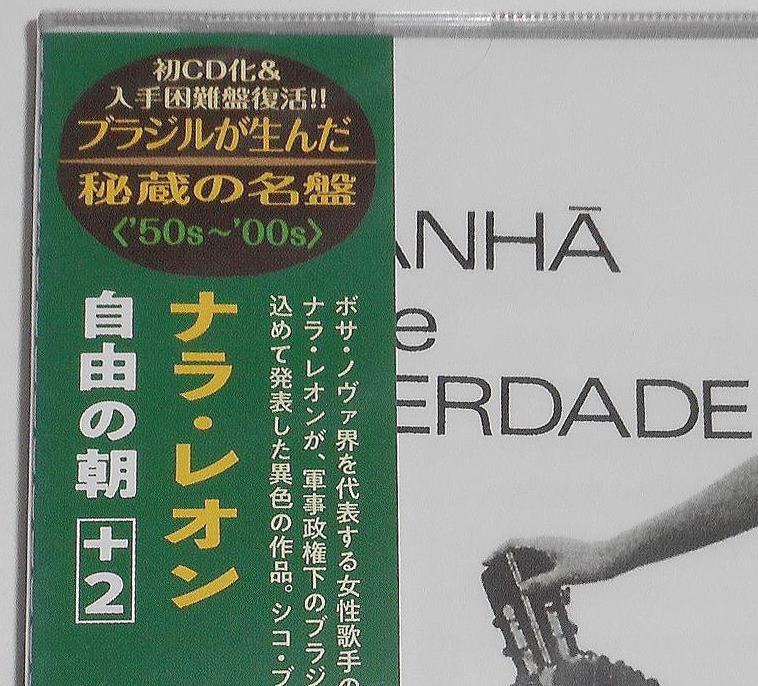 初CD化&
入手困難盤復活!!
ブラジルが生んだ
秘蔵の名盤
〈'50s~'00s〉
ボサ・ノヴァ界を代表する女性歌手の
ナラ・レオンが、軍事政権下のブラジ
込めて発表した異色の作品。シコ・ブ
ナラ・レオン
自由の朝 +2
ANHÃ
e
ERDADE